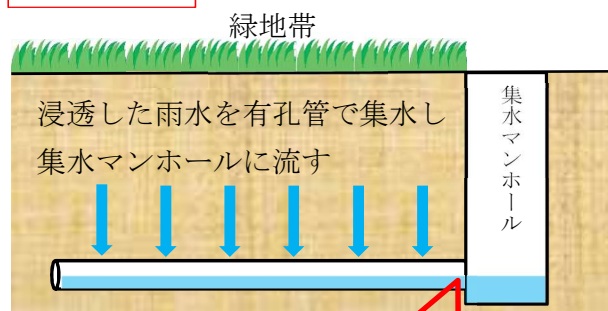 緑地帯
浸透した雨水を有孔管で集水し
集水マンホールに流す
集水マンホール